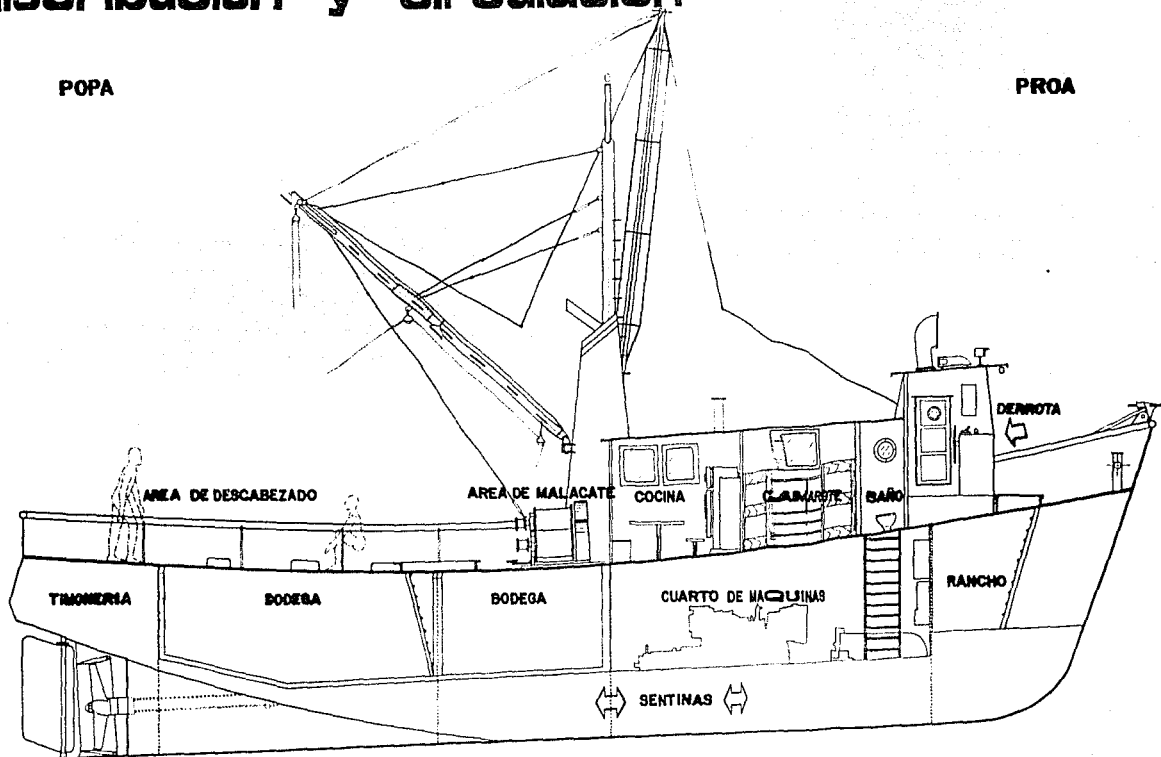 y
POPA
PROA
DERROTA
AREA DE DESCABEZADO
AREA DE MALACATE
COCINA
CAMAROTE
BAÑO
TIMONERIA
BODEGA
BODEGA
CUARTO DE MAQUINAS
RANCHO
SENTINAS